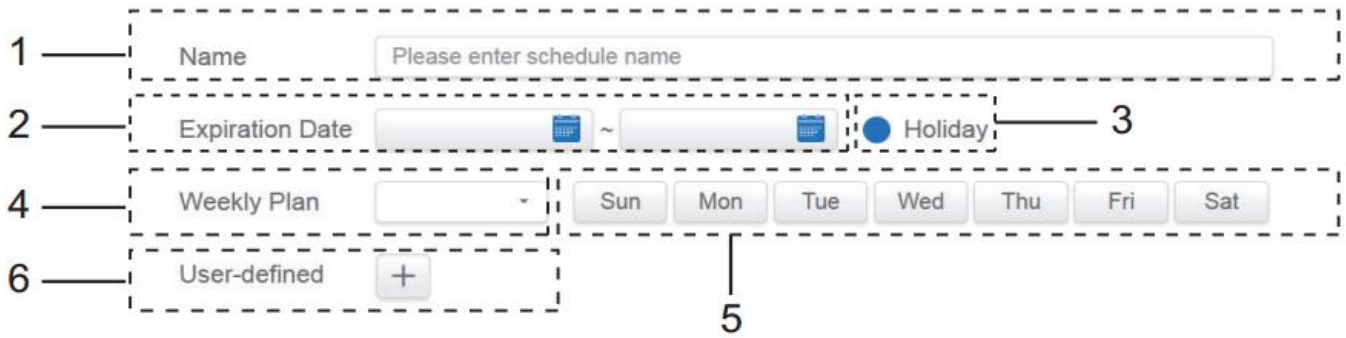 1 Name Please enter schedule name
2 Expiration Date ~ Holiday 3
4 Weekly Plan Sun Mon Tue Wed Thu Fri Sat
6 User-defined +
5